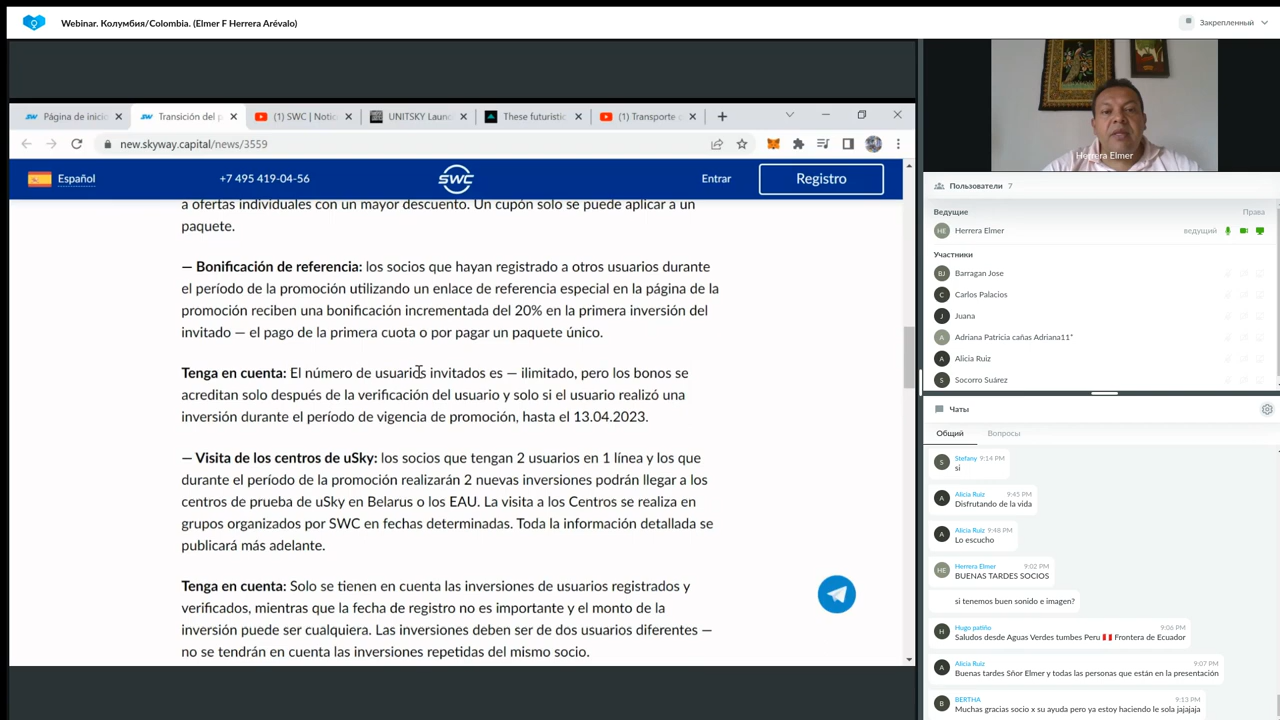 Webinar. Колумбия/Colombia. (Elmer F Herrera Arévalo)
Закрепленный
Página de inicio
Transición del p
(1) SWC | Notic
UNITSKY Laun
These futuristic
(1) Transporte c
new.skyway.capital/news/3559
Español
+7 495 419-04-56
SWC
Entrar
Registro
a ofertas individuales con un mayor descuento. Un cupón solo se puede aplicar a un
paquete.
— Bonificación de referencia: los socios que hayan registrado a otros usuarios durante
el período de la promoción utilizando un enlace de referencia especial en la página de la
promoción reciben una bonificación incrementada del 20% en la primera inversión del
invitado — el pago de la primera cuota o por pagar un paquete único.
Tenga en cuenta: El número de usuarios invitados es — ilimitado, pero los bonos se
acreditan solo después de la verificación del usuario y solo si el usuario realizó una
inversión durante el período de vigencia de promoción, hasta el 13.04.2023.
— Visita de los centros de uSky: los socios que tengan 2 usuarios en 1 línea y los que
durante el período de la promoción realizarán 2 nuevas inversiones podrán llegar a los
centros de prueba de uSky en Belarus o los EAU. La visita a los Centros se realiza en
grupos organizados por SWC en fechas determinadas. Toda la información detallada se
publicará más adelante.
Tenga en cuenta: Solo se tienen en cuenta las inversiones de usuarios registrados y
verificados, mientras que la fecha de registro no es importante y el monto de la
inversión puede ser cualquiera. Las inversiones deben ser de dos usuarios diferentes —
no se tendrán en cuenta las inversiones repetidas del mismo socio.
Herrera Elmer
Пользователи 7
Ведущие
Права
HE
Herrera Elmer
ведущий
Участники
BJ
Barragan Jose
C
Carlos Palacios
J
Juana
A
Adriana Patricia cañas Adriana11*
A
Alicia Ruiz
S
Socorro Suárez
Чаты
Общий
Вопросы
S
Stefany 9:14 PM
si
A
Alicia Ruiz 9:45 PM
Disfrutando de la vida
A
Alicia Ruiz 9:48 PM
Lo escucho
HE
Herrera Elmer 9:02 PM
BUENAS TARDES SOCIOS
si tenemos buen sonido e imagen?
H
Hugo patiño 9:06 PM
Saludos desde Aguas Verdes tumbes Peru 🇵🇪 Frontera de Ecuador
A
Alicia Ruiz 9:07 PM
Buenas tardes Sñor Elmer y todas las personas que están en la presentación
B
BERTHA 9:13 PM
Muchas gracias socio x su ayuda pero ya estoy haciendo le sola jajajaja